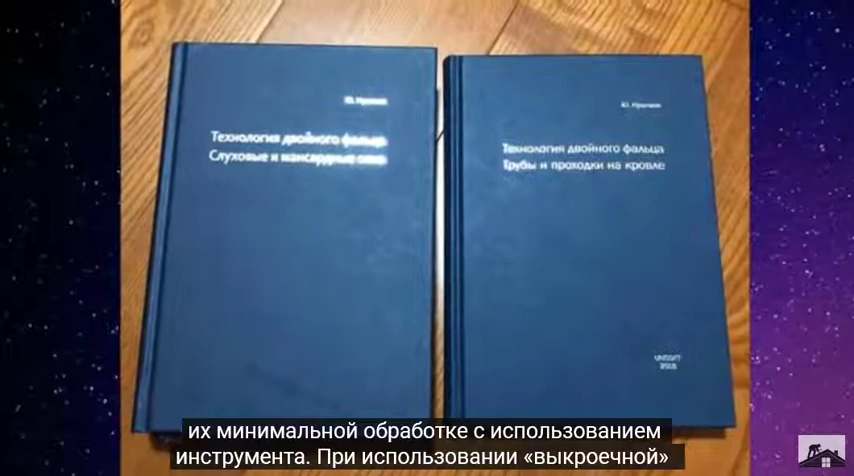 Технология двойного фальца
Слуховые и мансардные окна
Ю.
Технология двойного фальца
Трубы и проходки на кровле
их минимальной обработке с использованием
инструмента. При использовании «выкроечной»